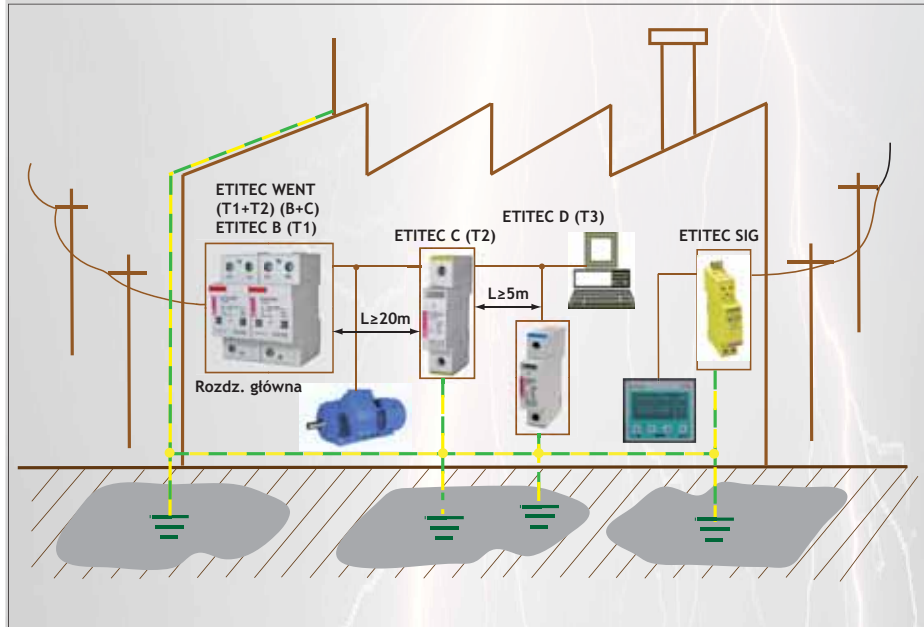 ETITEC WENT
(T1+T2) (B+C)
ETITEC B (T1)
ETITEC C (T2)
ETITEC D (T3)
ETITEC SIG
L≥20m
L≥5m
Rozdz. główna